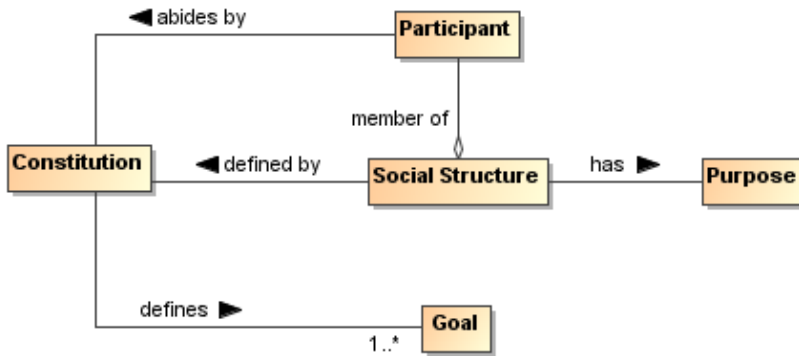 abides by
Participant
member of
Constitution
defined by
Social Structure
has
Purpose
defines
Goal
1..*